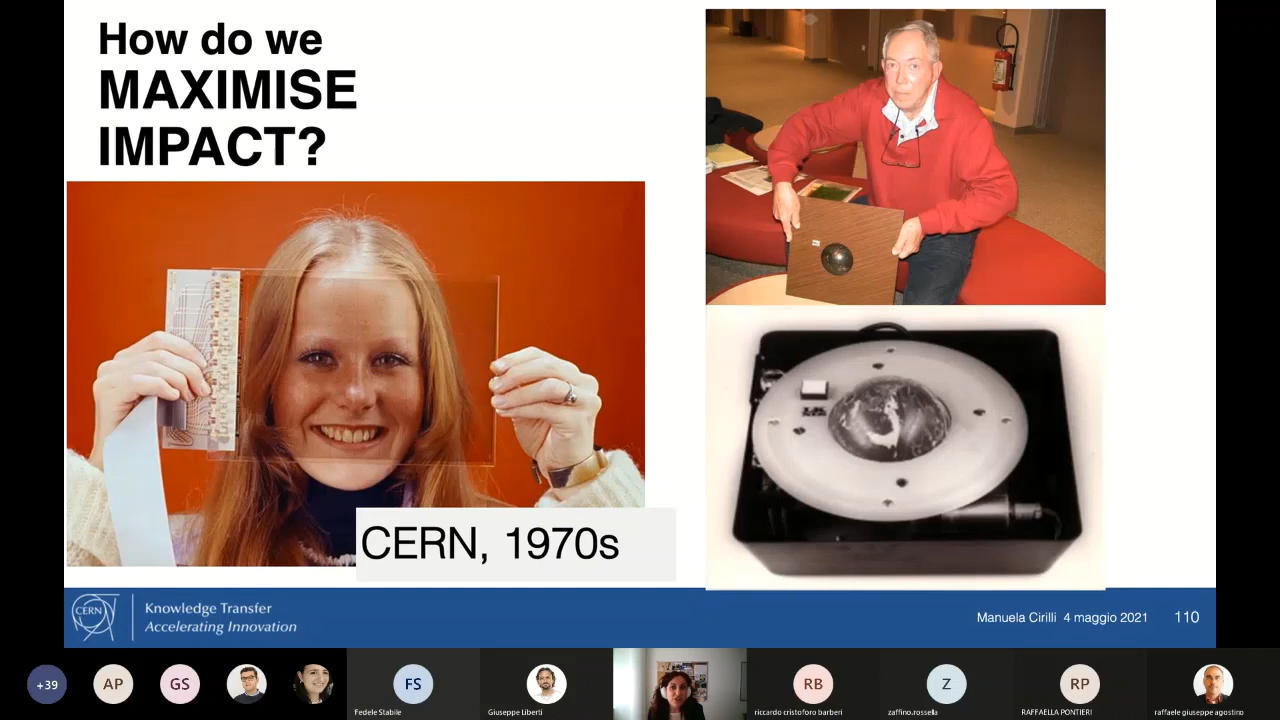 How do we
MAXIMISE
IMPACT?
CERN, 1970s
CERN
Knowledge Transfer
Accelerating Innovation
Manuela Cirilli 4 maggio 2021
110
+39
AP
GS
FS
Fedele Stabile
Giuseppe Liberti
RB
riccardo cristoforo barberi
Z
zaffino.rossella
RP
RAFFAELLA PONTIERI
raffaele giuseppe agostino